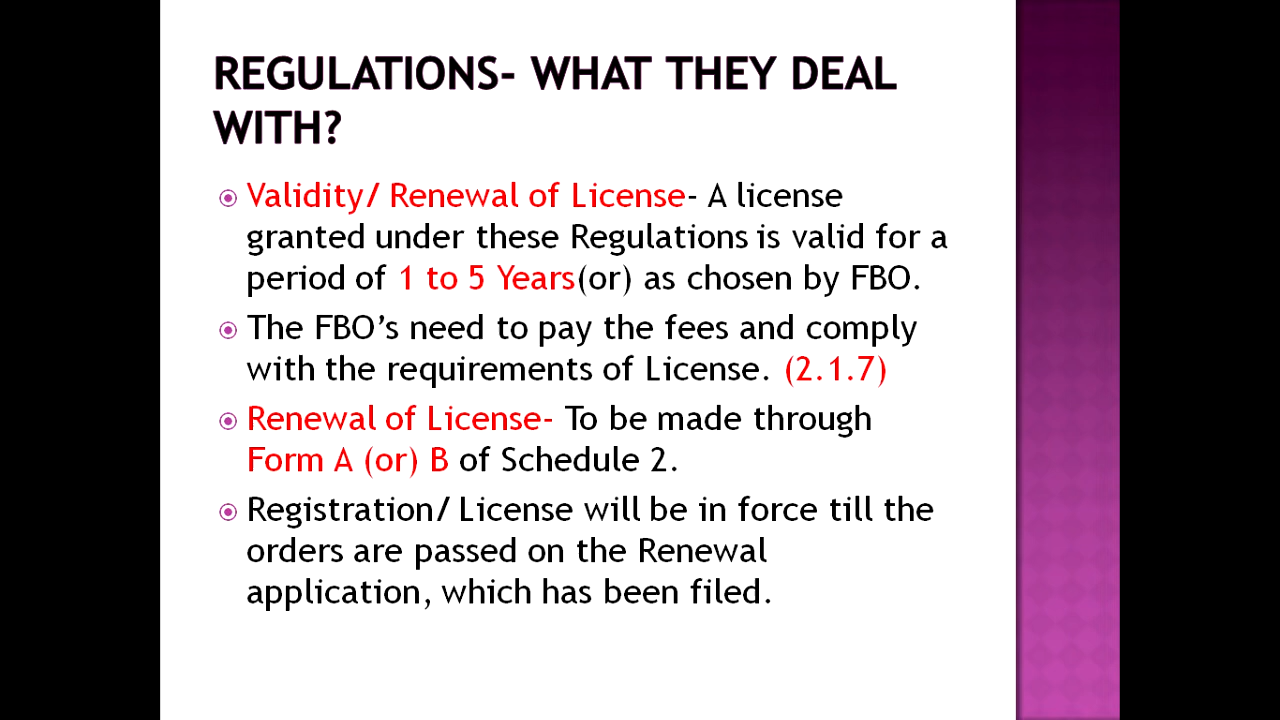 REGULATIONS- WHAT THEY DEAL
WITH?
Validity/ Renewal of License- A license
granted under these Regulations is valid for a
period of 1 to 5 Years(or) as chosen by FBO.
The FBO’s need to pay the fees and comply
with the requirements of License. (2.1.7)
Renewal of License- To be made through
Form A (or) B of Schedule 2.
Registration/ License will be in force till the
orders are passed on the Renewal
application, which has been filed.